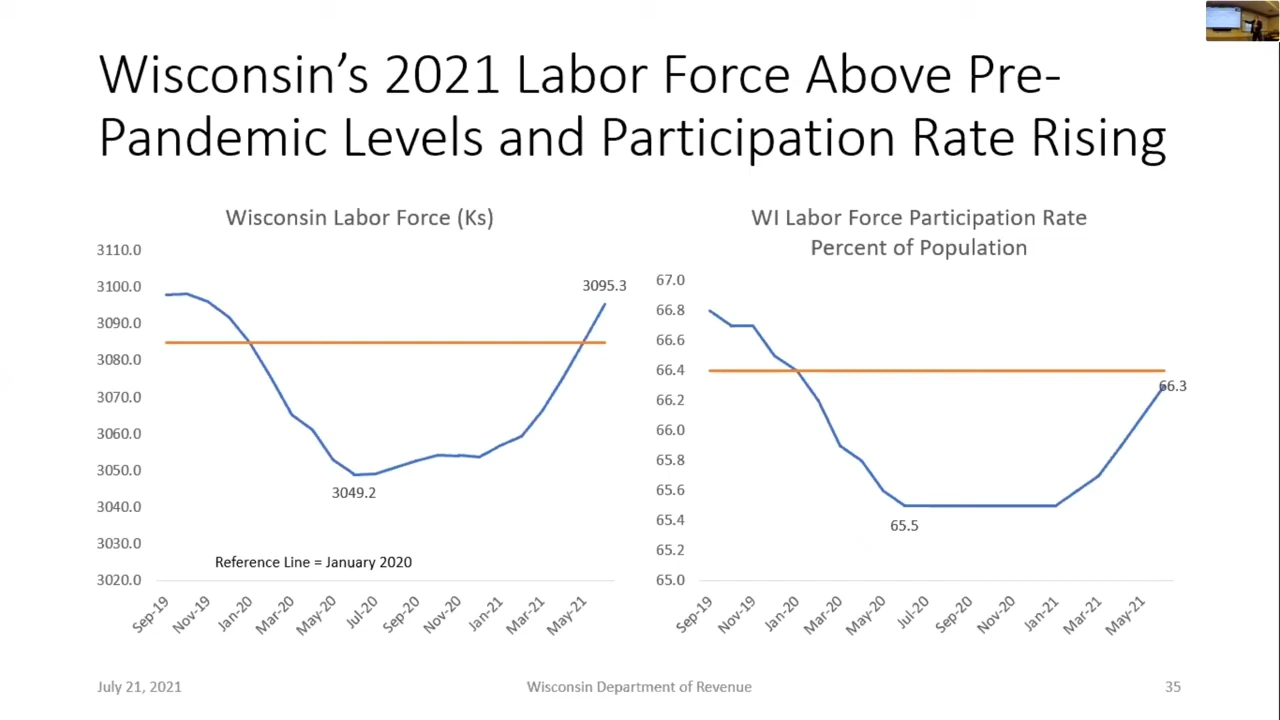 Wisconsin's 2021 Labor Force Above Pre-
Pandemic Levels and Participation Rate Rising
Wisconsin Labor Force (Ks)
3110.0
3100.0
3090.0
3080.0
3070.0
3060.0
3050.0
3040.0
3030.0
3020.0
3095.3
3049.2
Reference Line = January 2020
Sep-19
Nov-19
Jan-20
Mar-20
May-20
Jul-20
Sep-20
Nov-20
Jan-21
Mar-21
May-21
WI Labor Force Participation Rate
Percent of Population
67.0
66.8
66.6
66.4
66.2
66.0
65.8
65.6
65.4
65.2
65.0
66.3
65.5
Sep-19
Nov-19
Jan-20
Mar-20
May-20
Jul-20
Sep-20
Nov-20
Jan-21
Mar-21
May-21
July 21, 2021
Wisconsin Department of Revenue
35